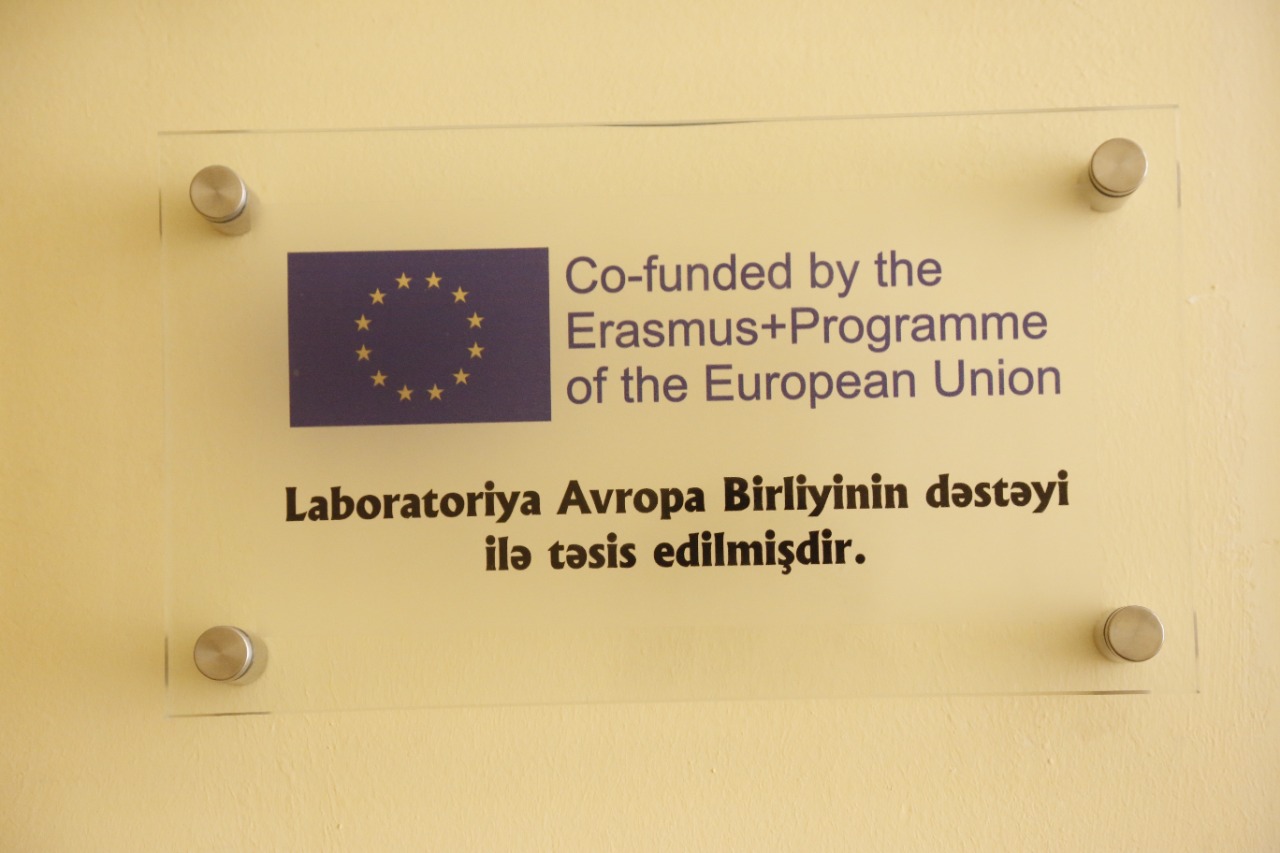 Co-funded by the
Erasmus+Programme
of the European Union
Laboratoriya Avropa Birliyinin dəstəyi
ilə təsis edilmişdir.